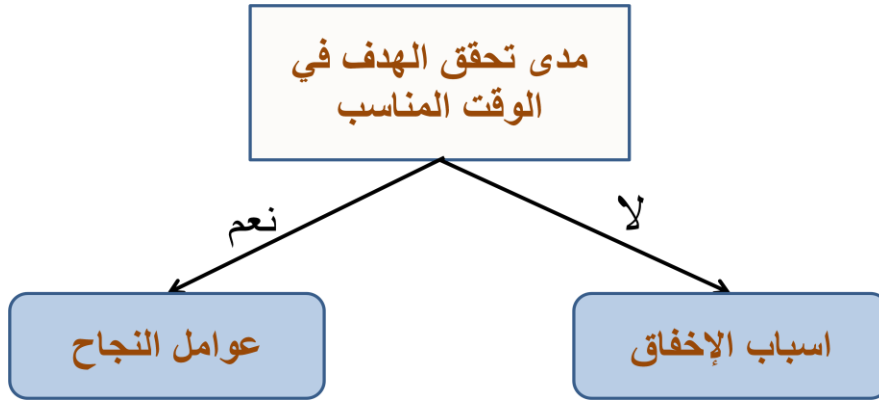 مدى تحقق الهدف في
الوقت المناسب
لا
نعم
اسباب الإخفاق
عوامل النجاح